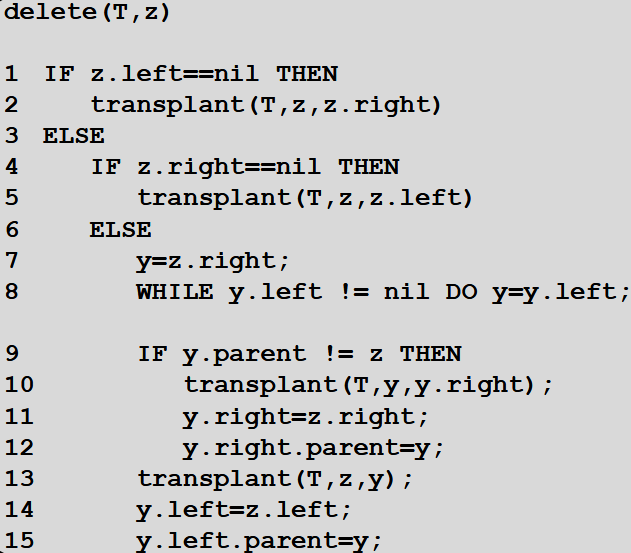 delete(T,z)
1 IF z.left==nil THEN
2 transplant(T,z,z.right)
3 ELSE
4 IF z.right==nil THEN
5 transplant(T,z,z.left)
6 ELSE
7 y=z.right;
8 WHILE y.left != nil DO y=y.left;
9 IF y.parent != z THEN
10 transplant(T,y,y.right);
11 y.right=z.right;
12 y.right.parent=y;
13 transplant(T,z,y);
14 y.left=z.left;
15 y.left.parent=y;